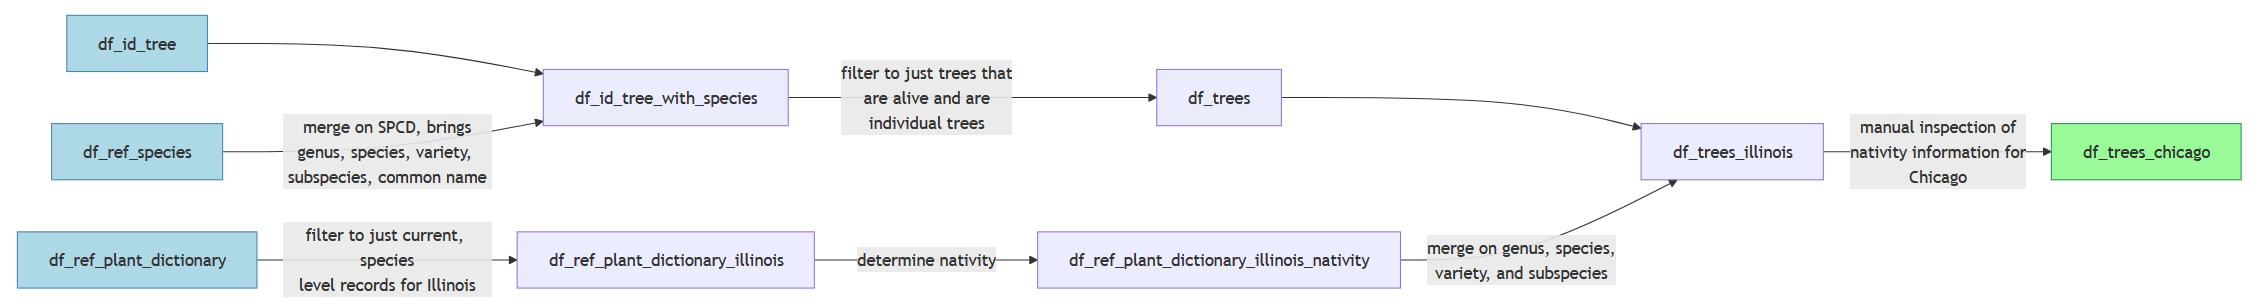 df_id_tree
df_ref_species
merge on SPCD, brings
genus, species, variety,
subspecies, common name
df_id_tree_with_species
filter to just trees that
are alive and are
individual trees
df_trees
df_ref_plant_dictionary
filter to just current,
species
level records for Illinois
df_ref_plant_dictionary_illinois
determine nativity
df_ref_plant_dictionary_illinois_nativity
merge on genus, species,
variety, and subspecies
df_trees_illinois
manual inspection of
nativity information for
Chicago
df_trees_chicago